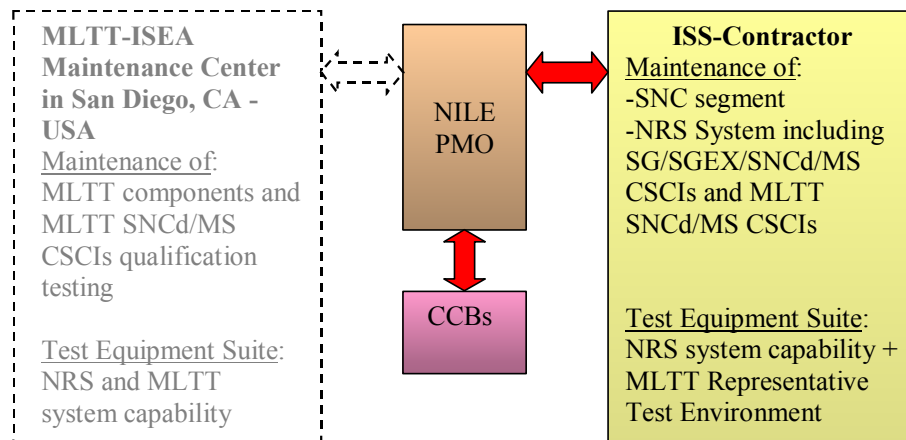 MLTT-ISEA
Maintenance Center
in San Diego, CA -
USA
Maintenance of:
MLTT components and
MLTT SNCd/MS
CSCIs qualification
testing
Test Equipment Suite:
NRS and MLTT
system capability
NILE
PMO
CCBs
ISS-Contractor
Maintenance of:
-SNC segment
-NRS System including
SG/SGEX/SNCd/MS
CSCIs and MLTT
SNCd/MS CSCIs
Test Equipment Suite:
NRS system capability +
MLTT Representative
Test Environment